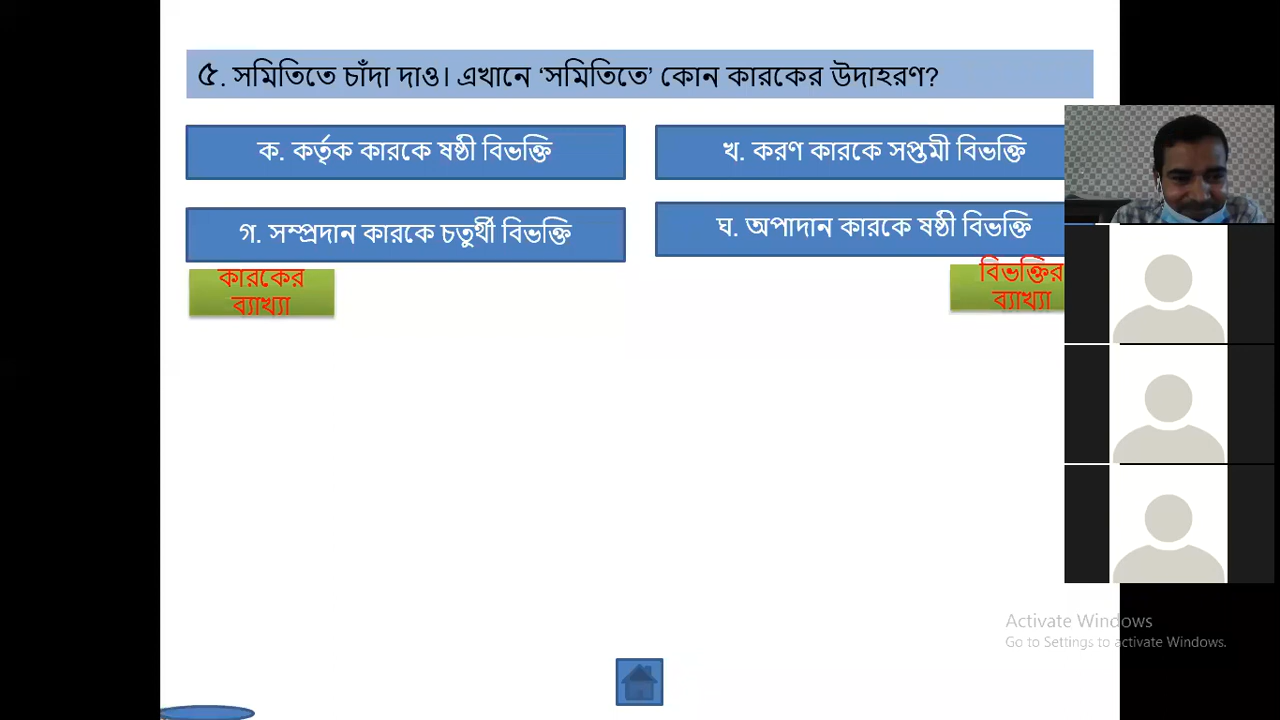 ৫. সমিতিতে চাঁদা দাও। এখানে ‘সমিতিতে’ কোন কারকের উদাহরণ?
ক. কর্তৃক কারকে ষষ্ঠী বিভক্তি
খ. করণ কারকে সপ্তমী বিভক্তি
গ. সম্প্রদান কারকে চতুর্থী বিভক্তি
ঘ. অপাদান কারকে ষষ্ঠী বিভক্তি
কারকের
ব্যাখ্যা
বিভক্তির
ব্যাখ্যা
Activate Windows
Go to Settings to activate Windows.